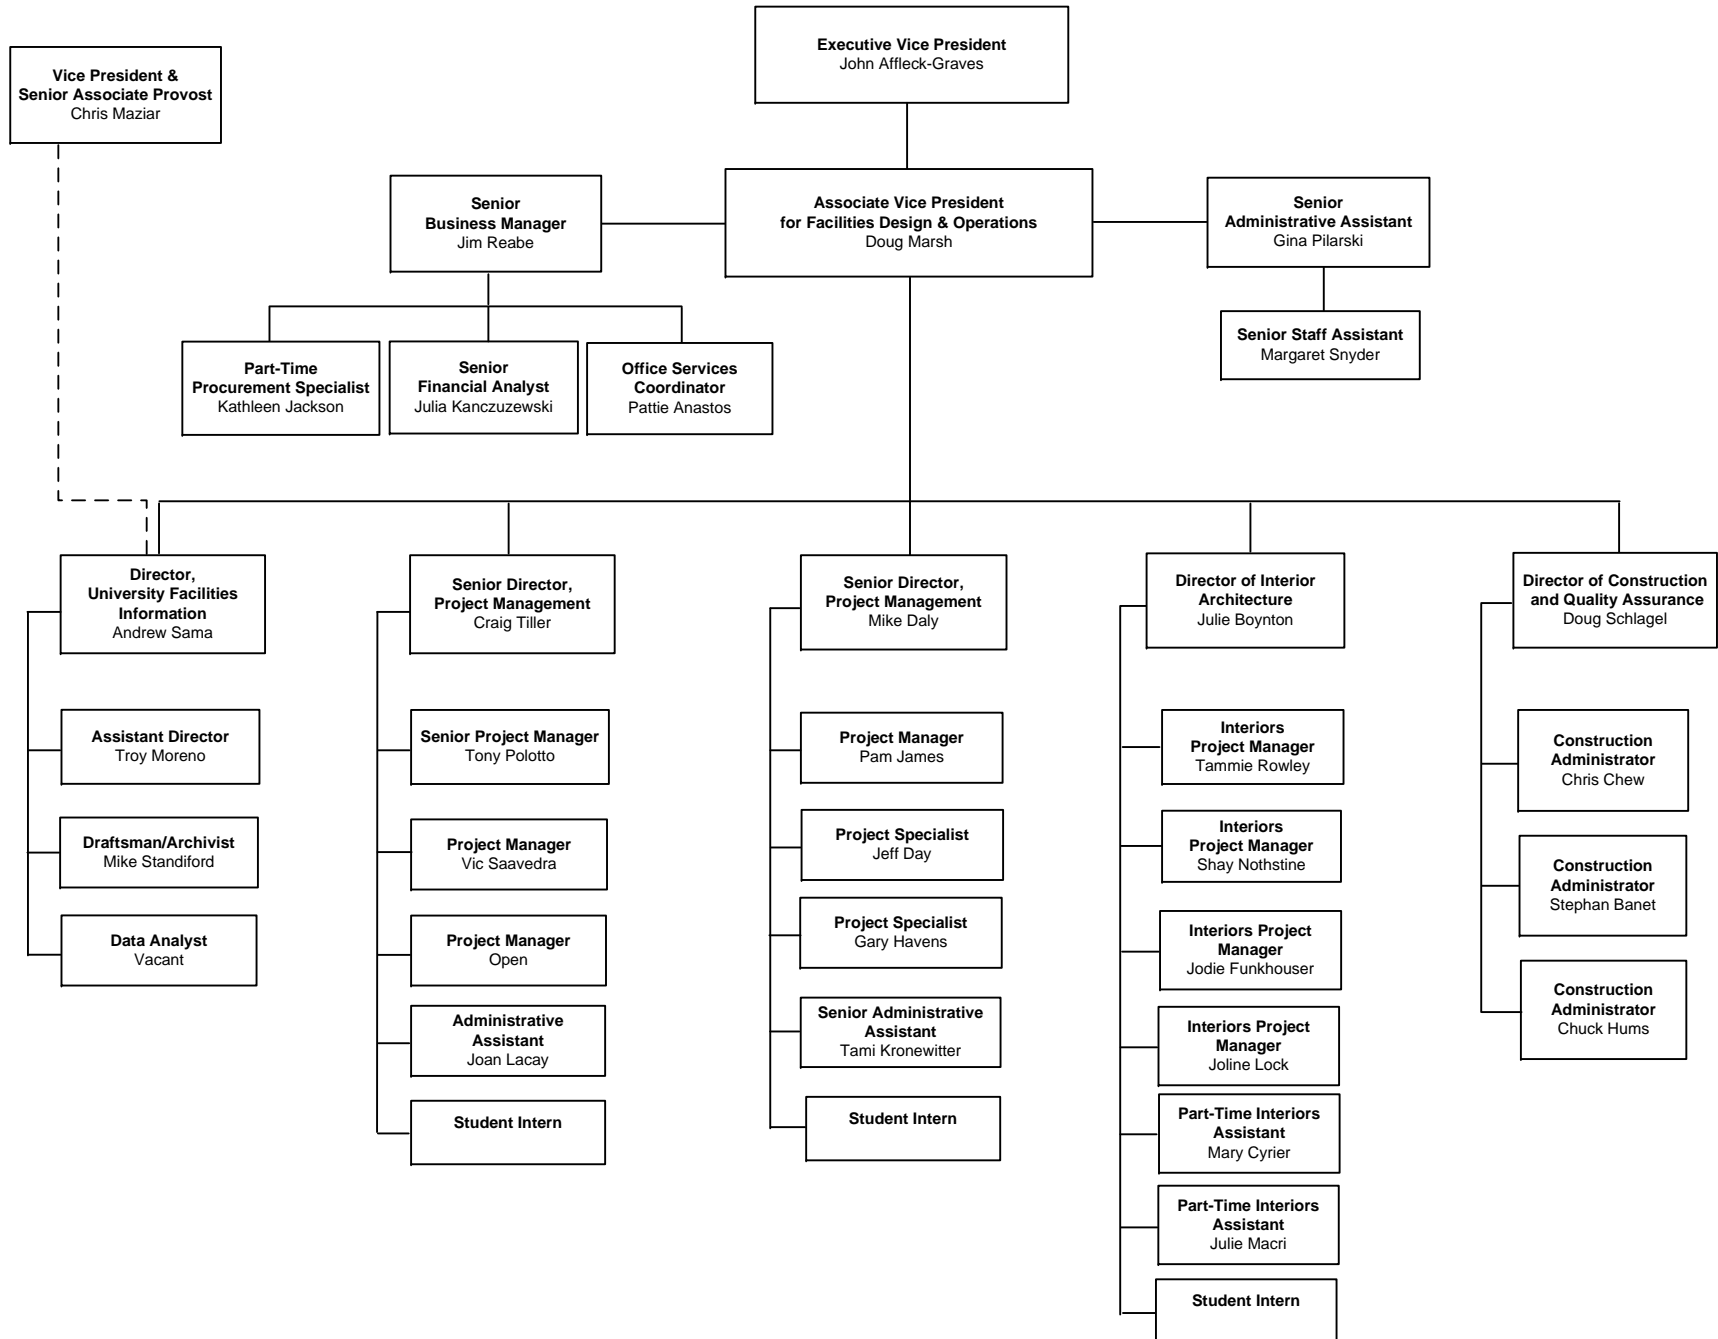 Executive Vice President
John Affleck-Graves
Vice President &
Senior Associate Provost
Chris Maziar
Senior
Business Manager
Jim Reabe
Associate Vice President
for Facilities Design & Operations
Doug Marsh
Senior
Administrative Assistant
Gina Pilarski
Senior Staff Assistant
Margaret Snyder
Part-Time
Procurement Specialist
Kathleen Jackson
Senior
Financial Analyst
Julia Kanczuzewski
Office Services
Coordinator
Pattie Anastos
Director,
University Facilities
Information
Andrew Sama
Assistant Director
Troy Moreno
Draftsman/Archivist
Mike Standiford
Data Analyst
Vacant
Senior Director,
Project Management
Craig Tiller
Senior Project Manager
Tony Polotto
Project Manager
Vic Saavedra
Project Manager
Open
Administrative
Assistant
Joan Lacay
Student Intern
Senior Director,
Project Management
Mike Daly
Project Manager
Pam James
Project Specialist
Jeff Day
Project Specialist
Gary Havens
Senior Administrative
Assistant
Tami Kronewitter
Student Intern
Director of Interior
Architecture
Julie Boynton
Interiors
Project Manager
Tammie Rowley
Interiors
Project Manager
Shay Nothstine
Interiors Project
Manager
Jodie Funkhouser
Interiors Project
Manager
Joline Lock
Part-Time Interiors
Assistant
Mary Cyrier
Part-Time Interiors
Assistant
Julie Macri
Student Intern
Director of Construction
and Quality Assurance
Doug Schlagel
Construction
Administrator
Chris Chew
Construction
Administrator
Stephan Banet
Construction
Administrator
Chuck Hums